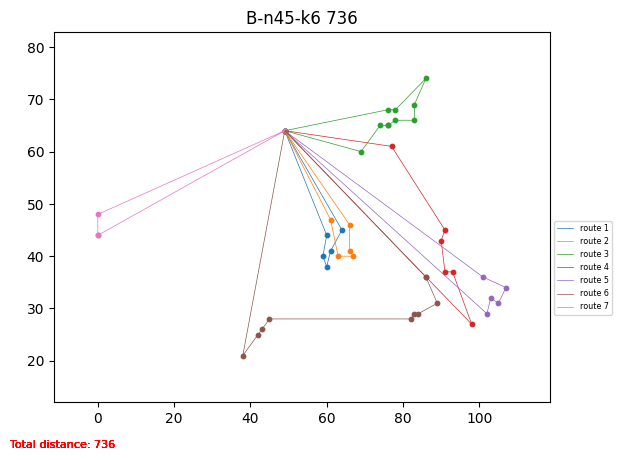 B-n45-k6 736
80
70
60
50
40
30
20
0
20
40
60
80
100
route 1
route 2
route 3
route 4
route 5
route 6
route 7
Total distance: 736